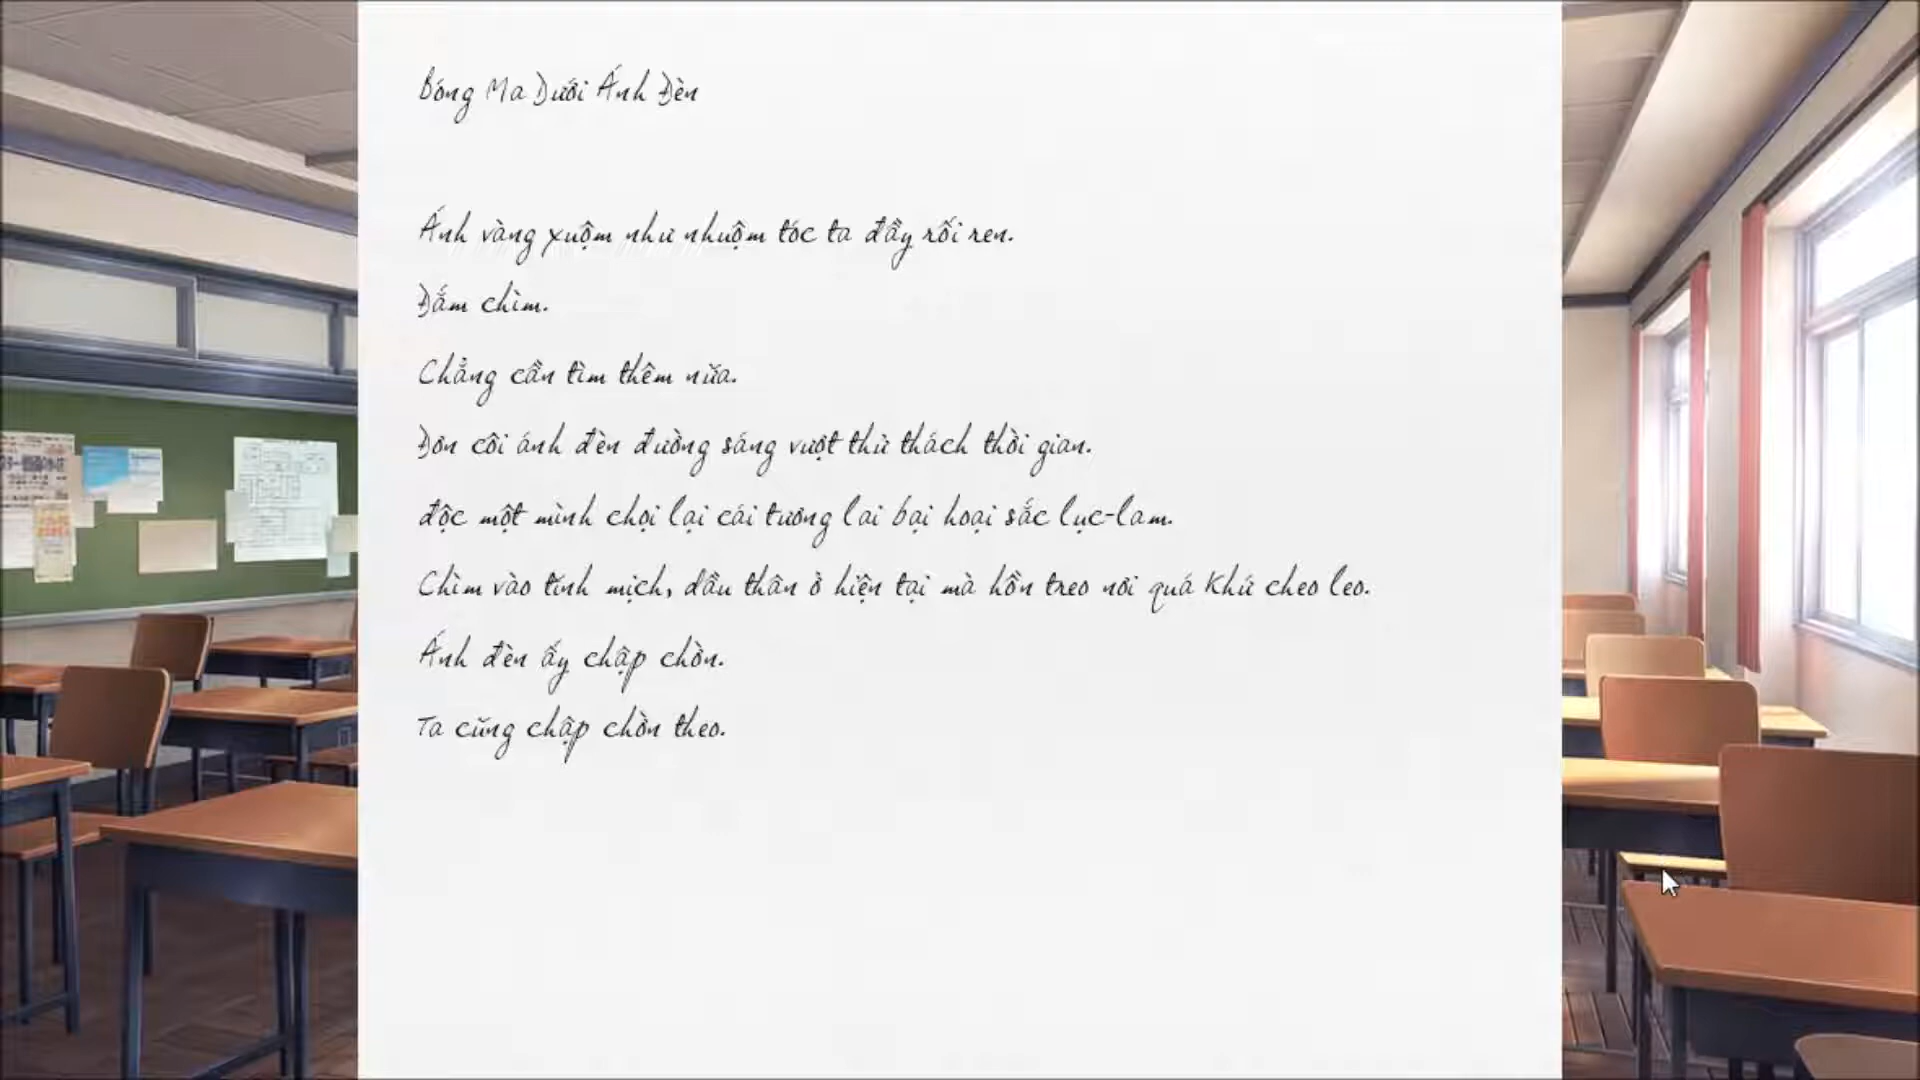 Bóng Ma Dưới Ánh Đèn
Ánh vàng xuộm như nhuộm tóc ta đầy rối ren.
Đắm chìm.
Chẳng cần tìm thêm nữa.
Đơn côi ánh đèn đường sáng vượt thử thách thời gian.
độc một mình chọi lại cái tương lai bại hoại sắc lục-lam.
Chìm vào tĩnh mịch, dầu thân ở hiện tại mà hồn treo nơi quá khứ cheo leo.
Ánh đèn ấy chập chờn.
Ta cũng chập chờn theo.